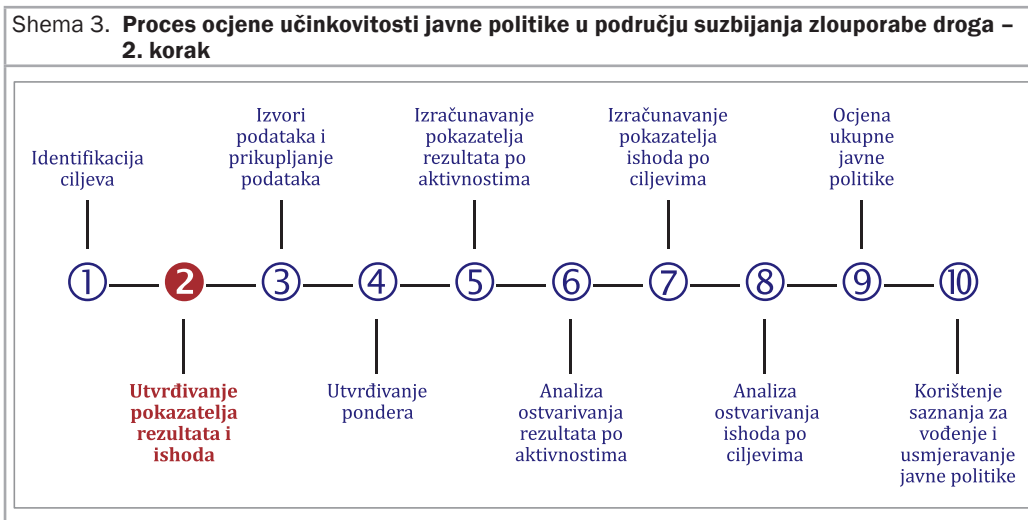 Shema 3. Proces ocjene učinkovitosti javne politike u području suzbijanja zlouporabe droga –
2. korak
Identifikacija
ciljeva
Izvori
podataka i
prikupljanje
podataka
Izračunavanje
pokazatelja
rezultata po
aktivnostima
Izračunavanje
pokazatelja
ishoda po
ciljevima
Ocjena
ukupne
javne
politike
1 2 3 4 5 6 7 8 9 10
Utvrđivanje
pokazatelja
rezultata i
ishoda
Utvrđivanje
pondera
Analiza
ostvarivanja
rezultata po
aktivnostima
Analiza
ostvarivanja
ishoda po
ciljevima
Korištenje
saznanja za
vođenje i
usmjeravanje
javne politike